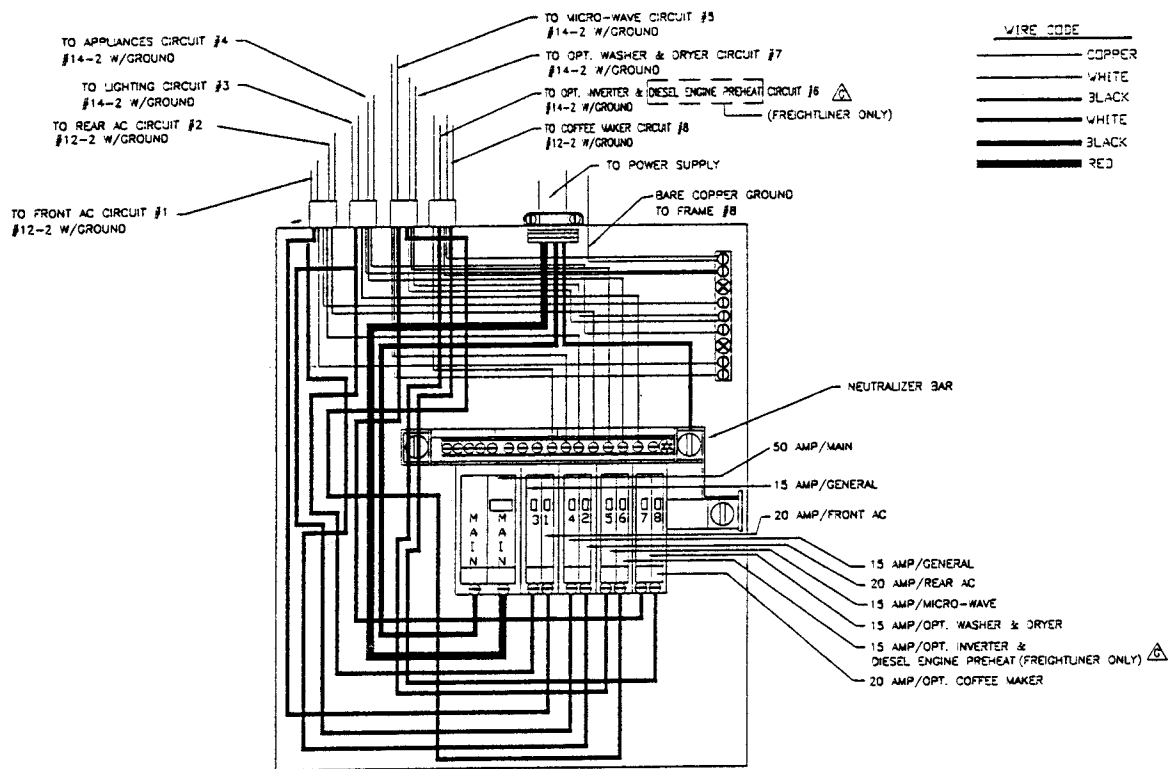 TO MICRO-WAVE CIRCUIT #5
#14-2 W/GROUND
TO APPLIANCES CIRCUIT #4
#14-2 W/GROUND
TO OPT. WASHER & DRYER CIRCUIT #7
#14-2 W/GROUND
TO LIGHTING CIRCUIT #3
#14-2 W/GROUND
TO OPT. INVERTER & DIESEL ENGINE PREHEAT CIRCUIT #6
#14-2 W/GROUND
(FREIGHTLINER ONLY)
TO REAR AC CIRCUIT #2
#12-2 W/GROUND
TO COFFEE MAKER CIRCUIT #8
#12-2 W/GROUND
TO POWER SUPPLY
TO FRONT AC CIRCUIT #1
#12-2 W/GROUND
BARE COPPER GROUND
TO FRAME #8
WIRE CODE
COPPER
WHITE
BLACK
WHITE
BLACK
RED
NEUTRALIZER BAR
50 AMP/MAIN
15 AMP/GENERAL
20 AMP/FRONT AC
MAIN
MAIN
3 1 4 2 5 6 7 8
15 AMP/GENERAL
20 AMP/REAR AC
15 AMP/MICRO-WAVE
15 AMP/OPT. WASHER & DRYER
15 AMP/OPT. INVERTER &
DIESEL ENGINE PREHEAT (FREIGHTLINER ONLY)
20 AMP/OPT. COFFEE MAKER